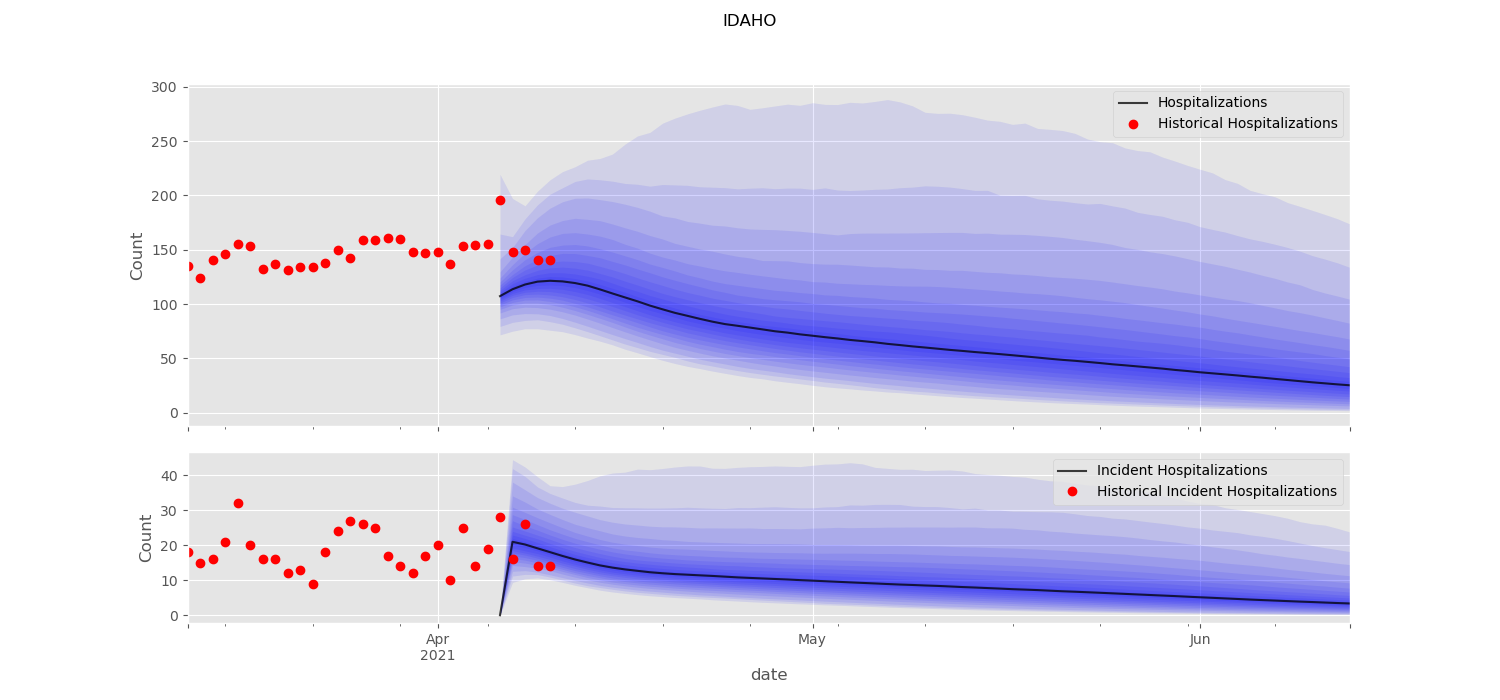 IDAHO
300
250
200
150
100
50
0
Count
Hospitalizations
Historical Hospitalizations
40
30
20
10
0
Count
Incident Hospitalizations
Historical Incident Hospitalizations
Apr
2021
May
Jun
date